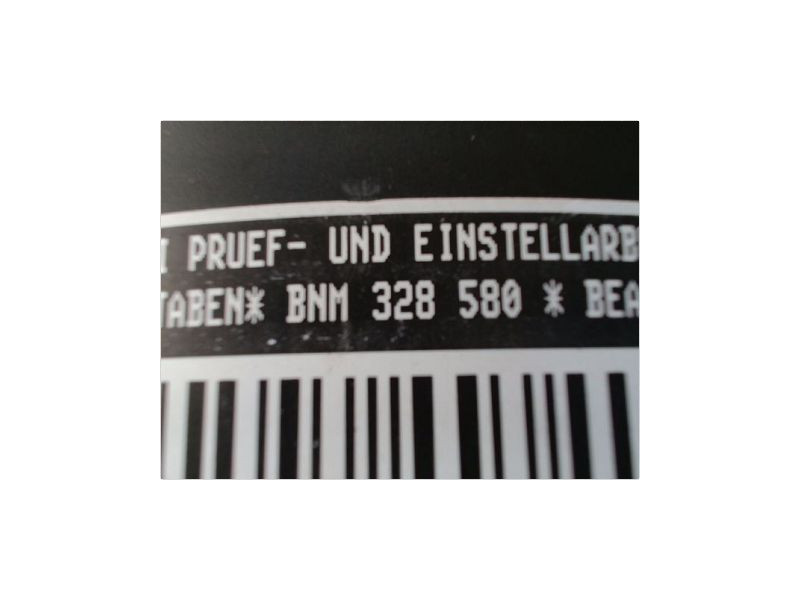 I PRUEF- UND EINSTELLARB
TABEN* BNM 328 580 * BEA